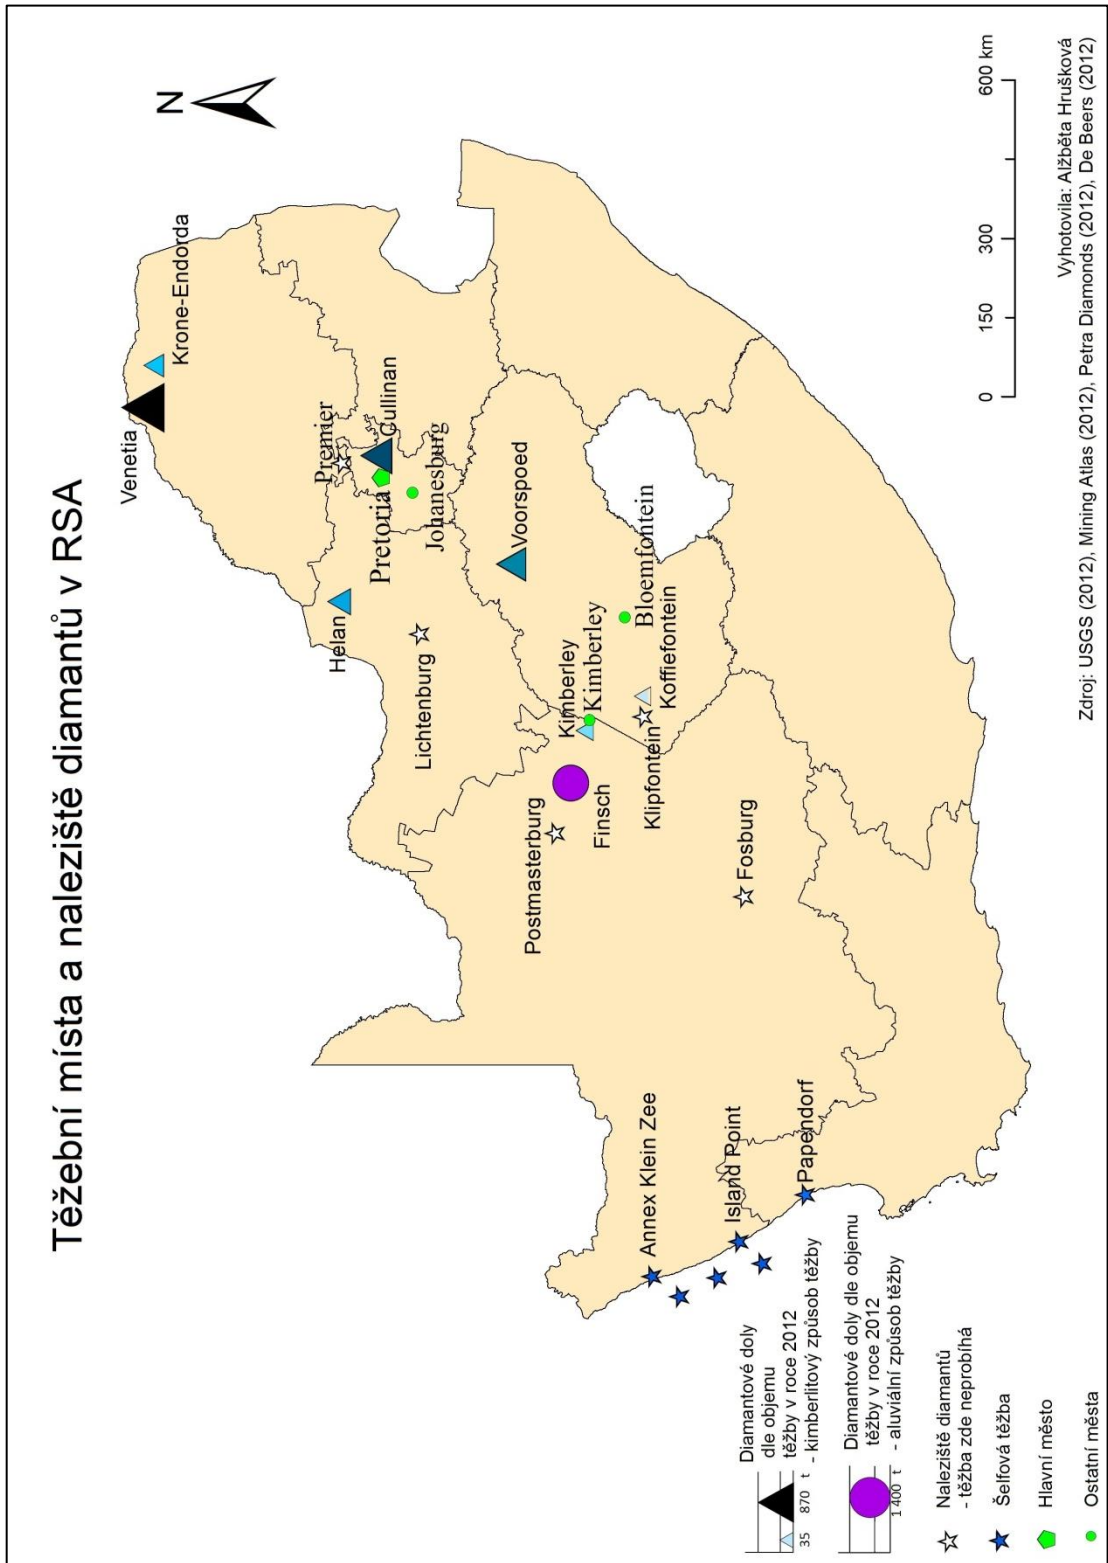 Těžební místa a naleziště diamantů v RSA
N
Venetia
Krone-Endorda
Premier
Cullinan
Pretoria
Johanesburg
Helan
Lichtenburg
Voorspoed
Kimberley
Kimberley
Bloemfontein
Postmasterburg
Finsch
Klipfontein
Koffiefontein
Fosburg
Annex Klein Zee
Island Point
Papendorf
Diamantové doly
dle objemu
těžby v roce 2012
- kimberlitový způsob těžby
35 870 t
Diamantové doly dle objemu
těžby v roce 2012
- aluviální způsob těžby
1 400 t
Naleziště diamantů
- těžba zde neprobíhá
Šelfová těžba
Hlavní město
Ostatní města
0 150 300 600 km
Vyhotovila: Alžběta Hrušková
Zdroj: USGS (2012), Mining Atlas (2012), Petra Diamonds (2012), De Beers (2012)